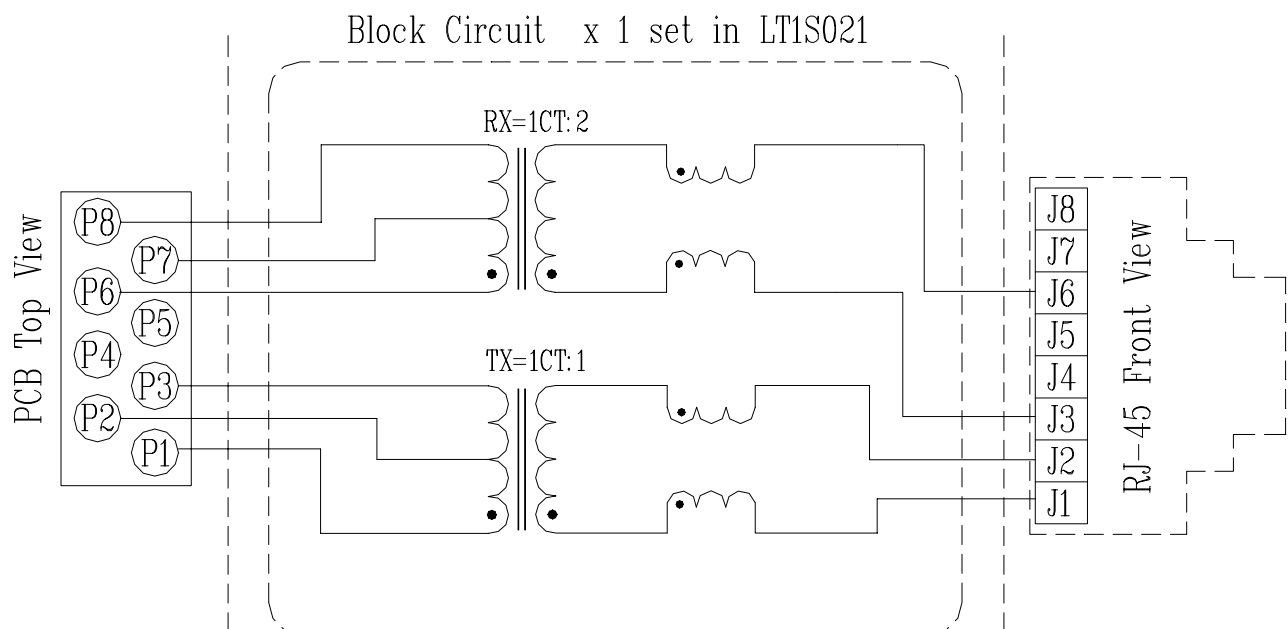 Block Circuit x 1 set in LT1S021
RX=1CT:2
TX=1CT:1
PCB Top View
P8
P7
P6
P5
P4
P3
P2
P1
J8
J7
J6
J5
J4
J3
J2
J1
RJ-45 Front View